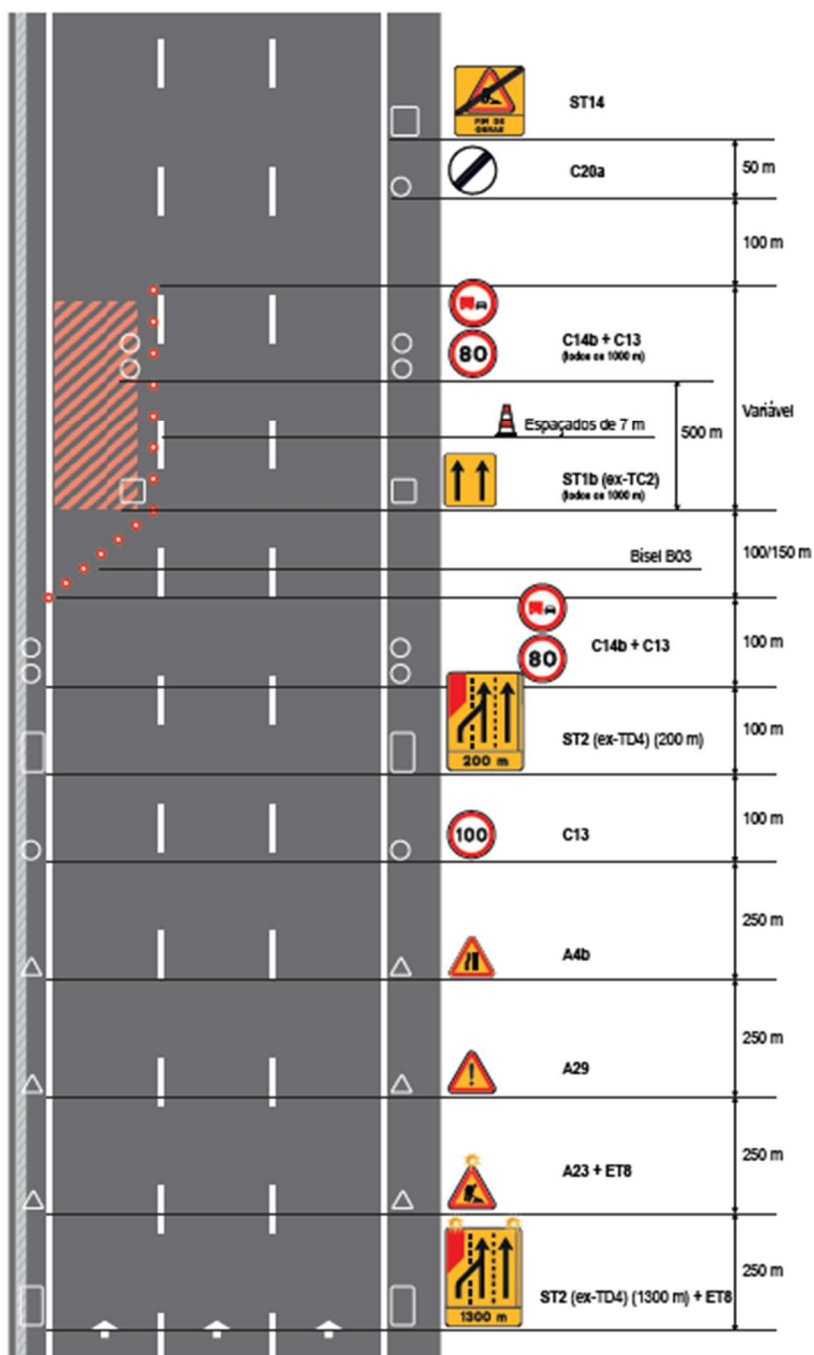 FIM DE
OBRAS
ST14
50 m
C20a
100 m
80
C14b + C13
(todos os 1000 m)
Variável
Espaçados de 7 m
500 m
ST1b (ex-TC2)
(todos os 1000 m)
100/150 m
Bisel B03
C14b + C13
100 m
80
100 m
ST2 (ex-TD4) (200 m)
200 m
100 m
100
C13
250 m
A4b
250 m
A29
250 m
A23 + ET8
250 m
ST2 (ex-TD4) (1300 m) + ET8
1300 m